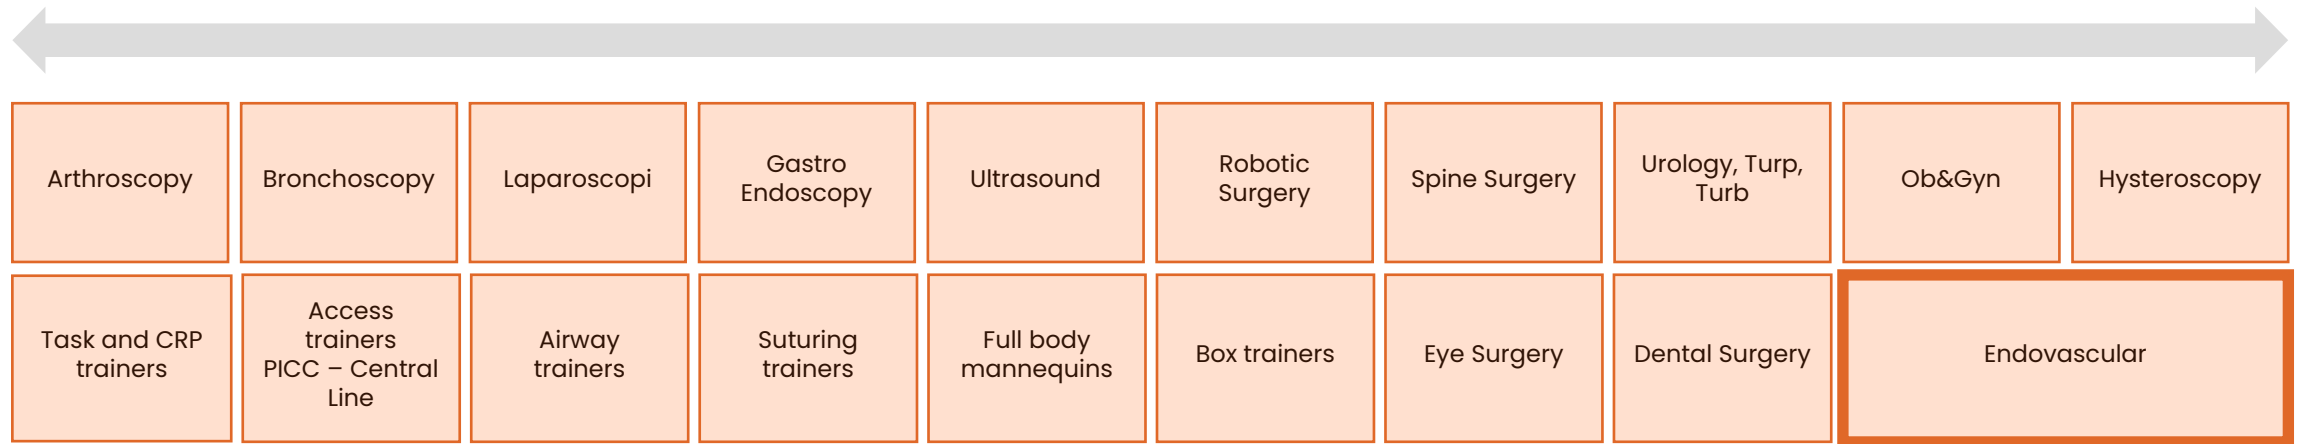 Arthroscopy
Bronchoscopy
Laparoscopi
Gastro
Endoscopy
Ultrasound
Robotic
Surgery
Spine Surgery
Urology, Turp,
Turb
Ob&Gyn
Hysteroscopy
Task and CRP
trainers
Access
trainers
PICC – Central
Line
Airway
trainers
Suturing
trainers
Full body
mannequins
Box trainers
Eye Surgery
Dental Surgery
Endovascular